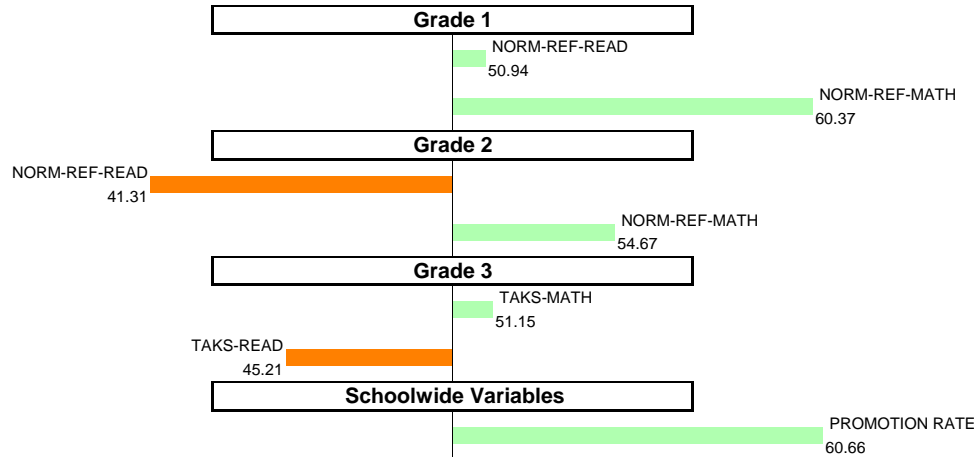 Grade 1
NORM-REF-READ
50.94
NORM-REF-MATH
60.37
Grade 2
NORM-REF-READ
41.31
NORM-REF-MATH
54.67
Grade 3
TAKS-MATH
51.15
TAKS-READ
45.21
Schoolwide Variables
PROMOTION RATE
60.66